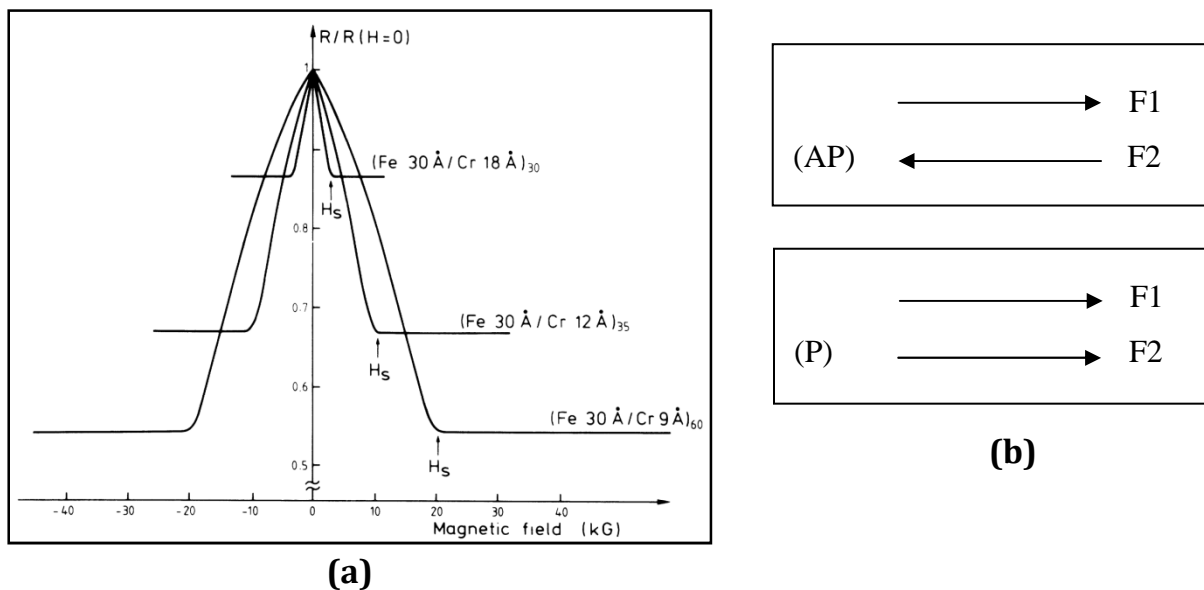 R/R(H=0)
1
(Fe 30 Å/Cr 18 Å)30
Hs
0.8
0.7
(Fe 30 Å/Cr 12 Å)35
Hs
0.6
(Fe 30 Å/Cr 9 Å)60
Hs
0.5
-40 -30 -20 -10 0 10 20 30 40
Magnetic field (kG)
(a)
F1
(AP) F2
F1
(P) F2
(b)